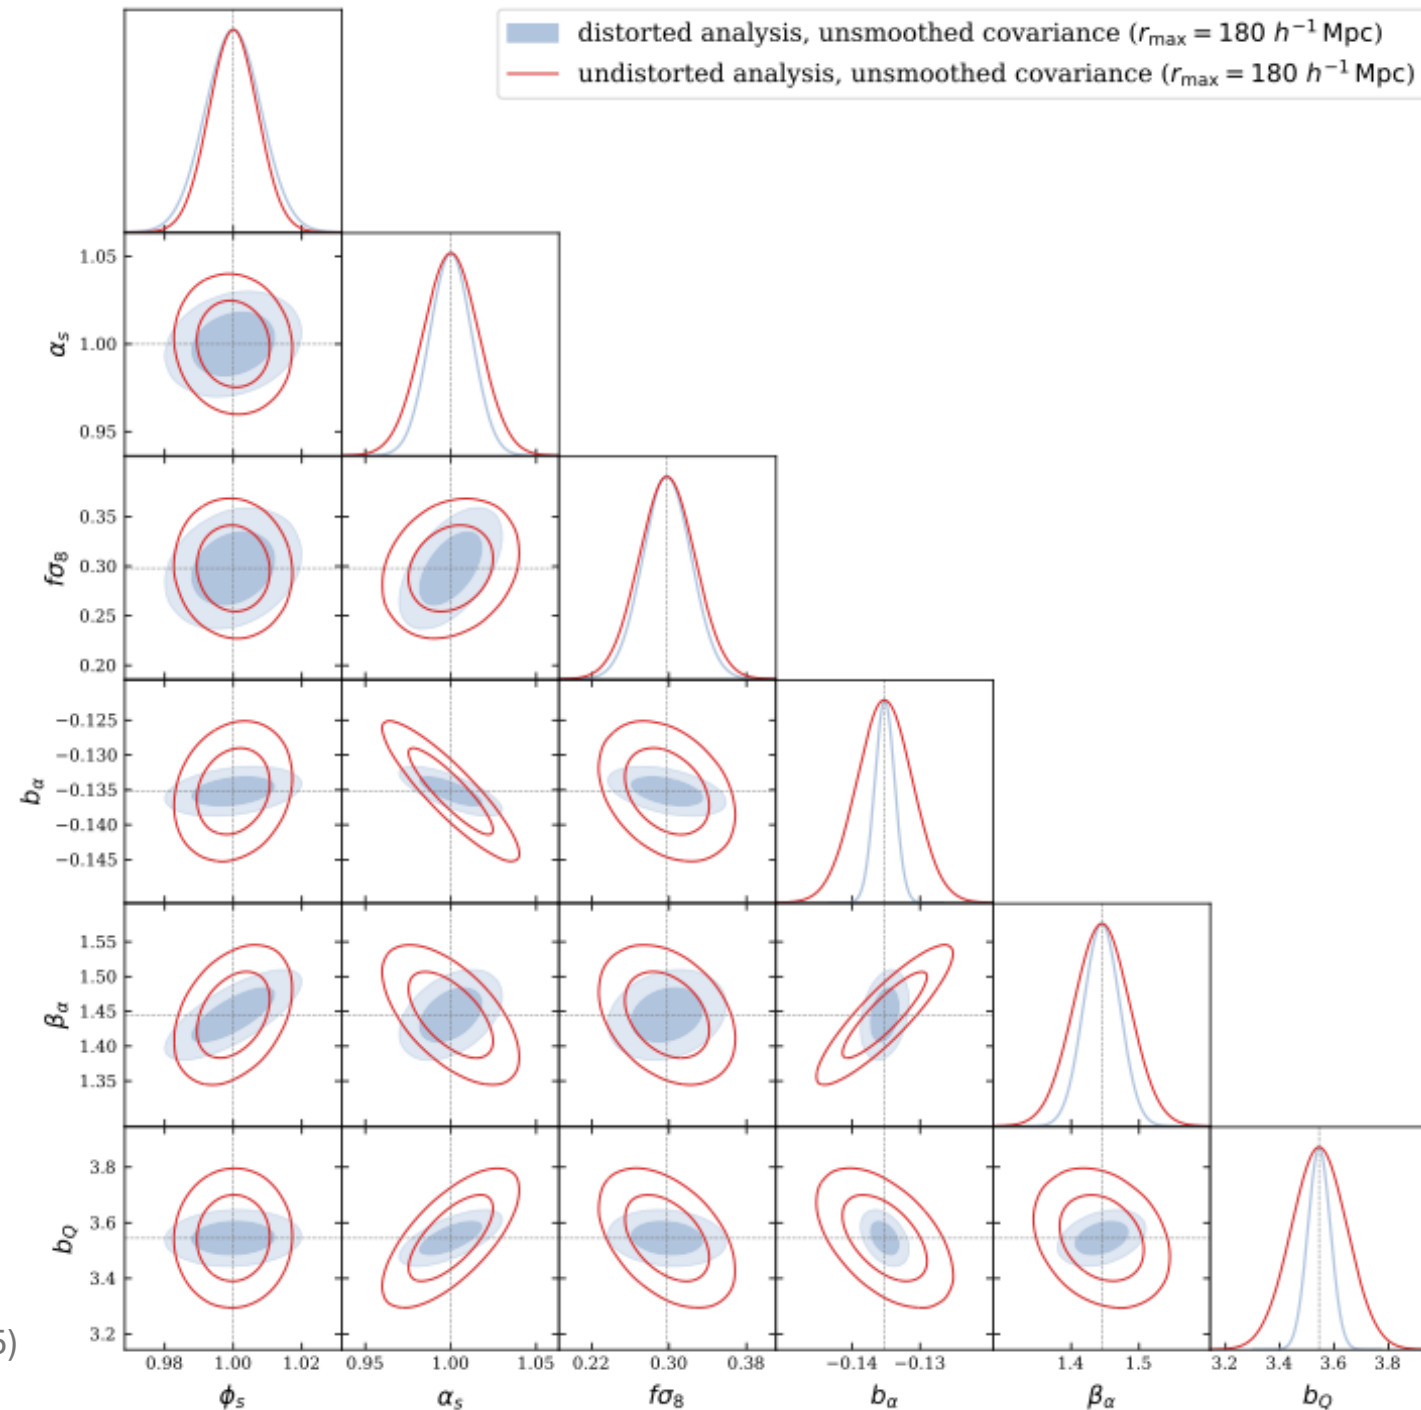 distorted analysis, unsmoothed covariance (r_max = 180 h⁻¹ Mpc)
undistorted analysis, unsmoothed covariance (r_max = 180 h⁻¹ Mpc)
1.05
1.00
0.95
α_s
0.35
0.30
0.25
0.20
fσ₈
−0.125
−0.130
−0.135
−0.140
−0.145
b_α
1.55
1.50
1.45
1.40
1.35
β_α
3.8
3.6
3.4
3.2
b_Q
0.98 1.00 1.02 0.95 1.00 1.05 0.22 0.30 0.38 −0.14 −0.13 1.4 1.5 3.2 3.4 3.6 3.8
ϕ_s α_s fσ₈ b_α β_α b_Q